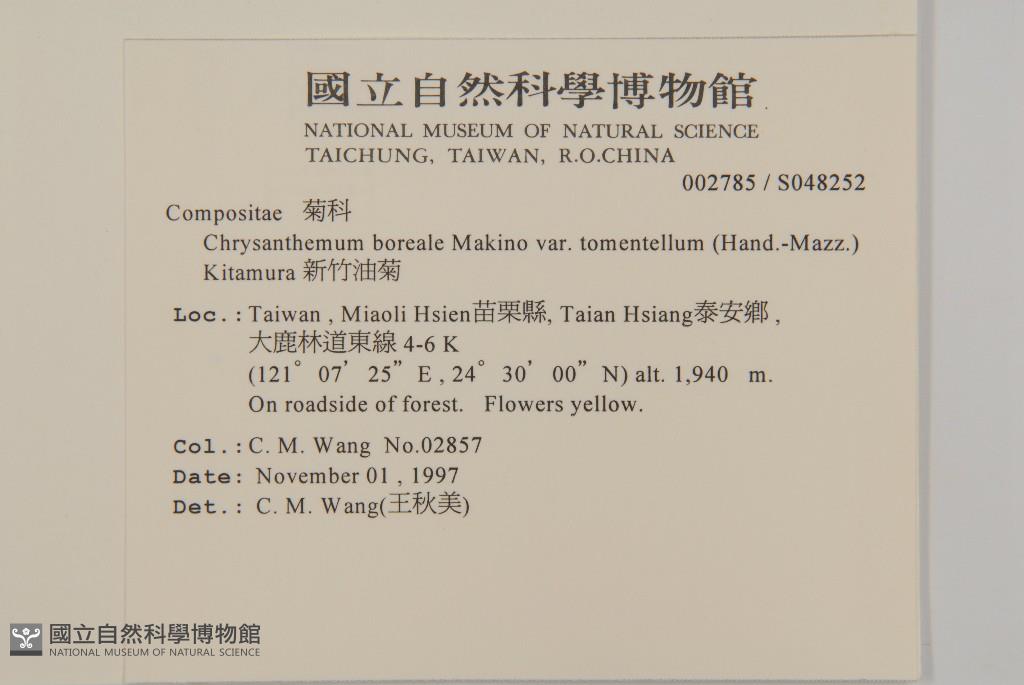 國立自然科學博物館
NATIONAL MUSEUM OF NATURAL SCIENCE
TAICHUNG, TAIWAN, R.O.CHINA
002785 / S048252
Compositae 菊科
Chrysanthemum boreale Makino var. tomentellum (Hand.-Mazz.)
Kitamura 新竹油菊
Loc.: Taiwan , Miaoli Hsien苗栗縣, Taian Hsiang泰安鄉 ,
大鹿林道東線 4-6 K
(121° 07’ 25” E , 24° 30’ 00” N) alt. 1,940 m.
On roadside of forest. Flowers yellow.
Col.: C. M. Wang No.02857
Date: November 01 , 1997
Det.: C. M. Wang(王秋美)
國立自然科學博物館
NATIONAL MUSEUM OF NATURAL SCIENCE